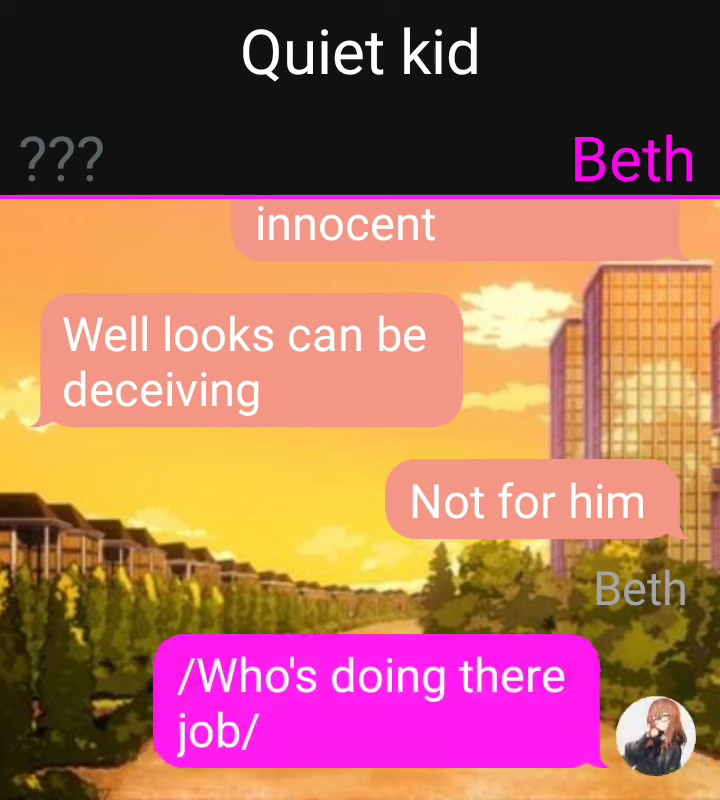 Quiet kid
??? Beth
innocent
Well looks can be
deceiving
Not for him
Beth
/Who's doing there
job/